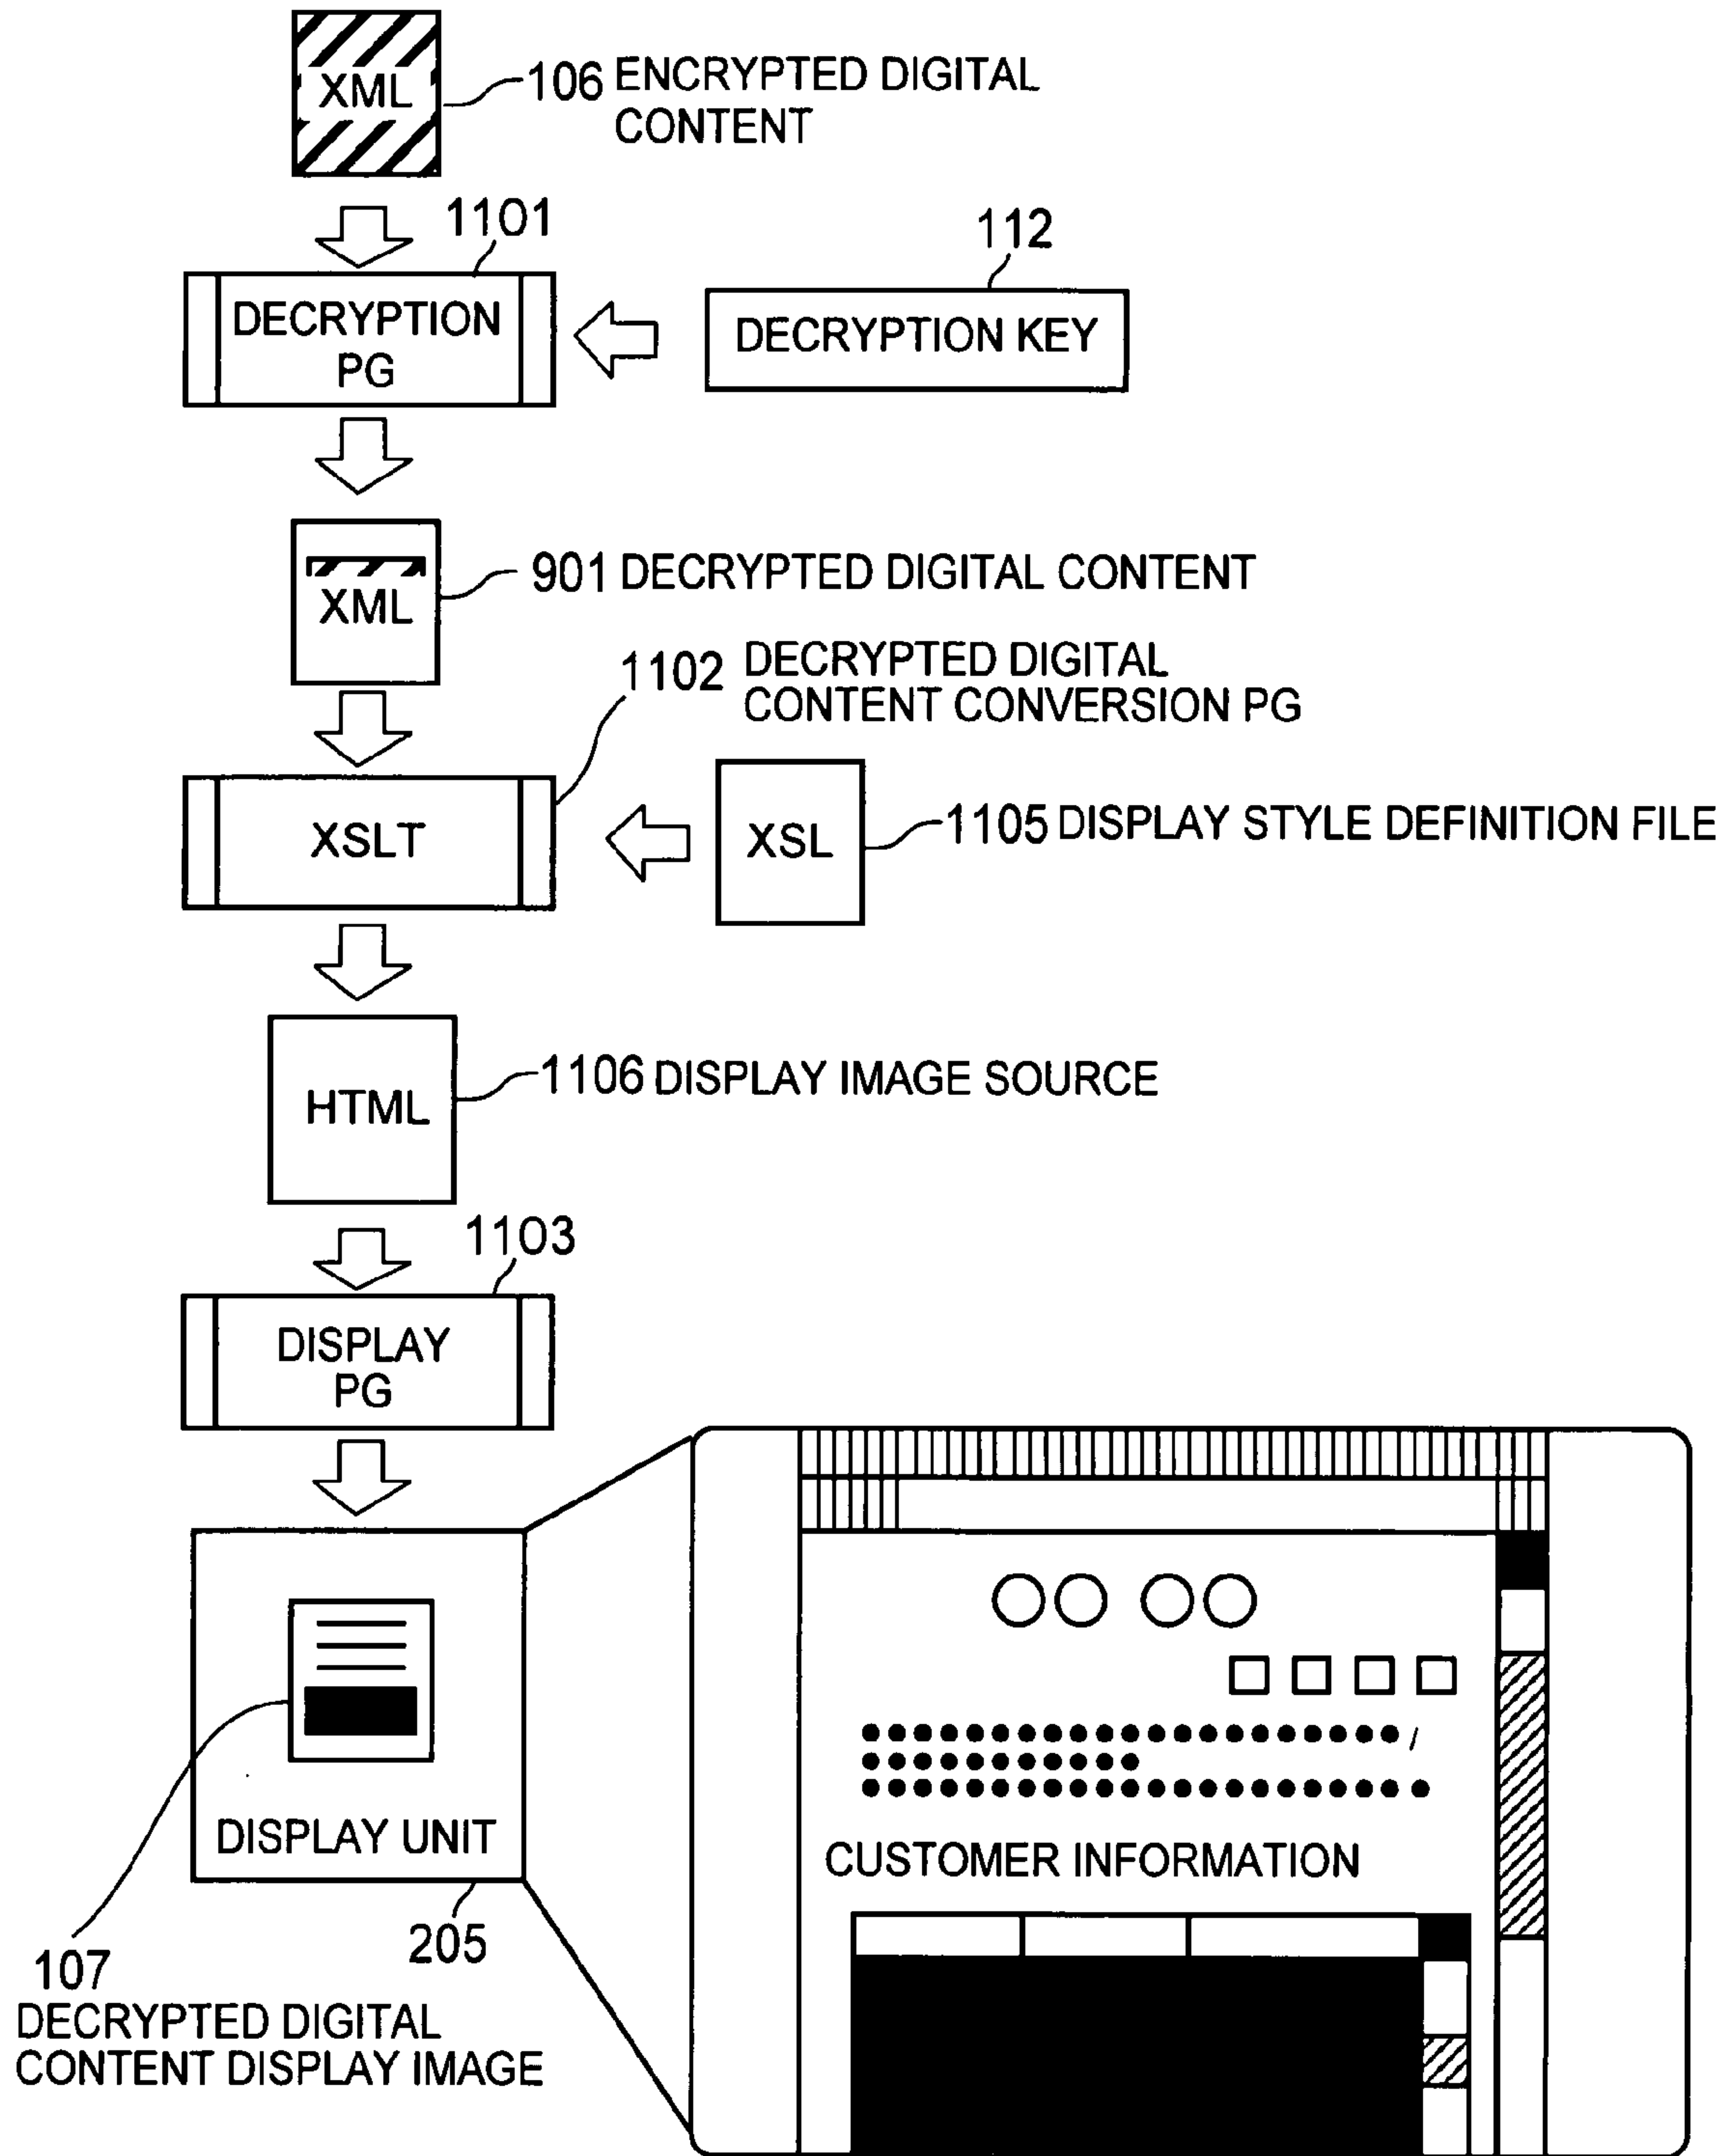 XML
106 ENCRYPTED DIGITAL
CONTENT
1101
112
DECRYPTION
PG
DECRYPTION KEY
XML
901 DECRYPTED DIGITAL CONTENT
1102 DECRYPTED DIGITAL
CONTENT CONVERSION PG
XSLT
XSL
1105 DISPLAY STYLE DEFINITION FILE
HTML
1106 DISPLAY IMAGE SOURCE
1103
DISPLAY
PG
DISPLAY UNIT
205
107
DECRYPTED DIGITAL
CONTENT DISPLAY IMAGE
CUSTOMER INFORMATION